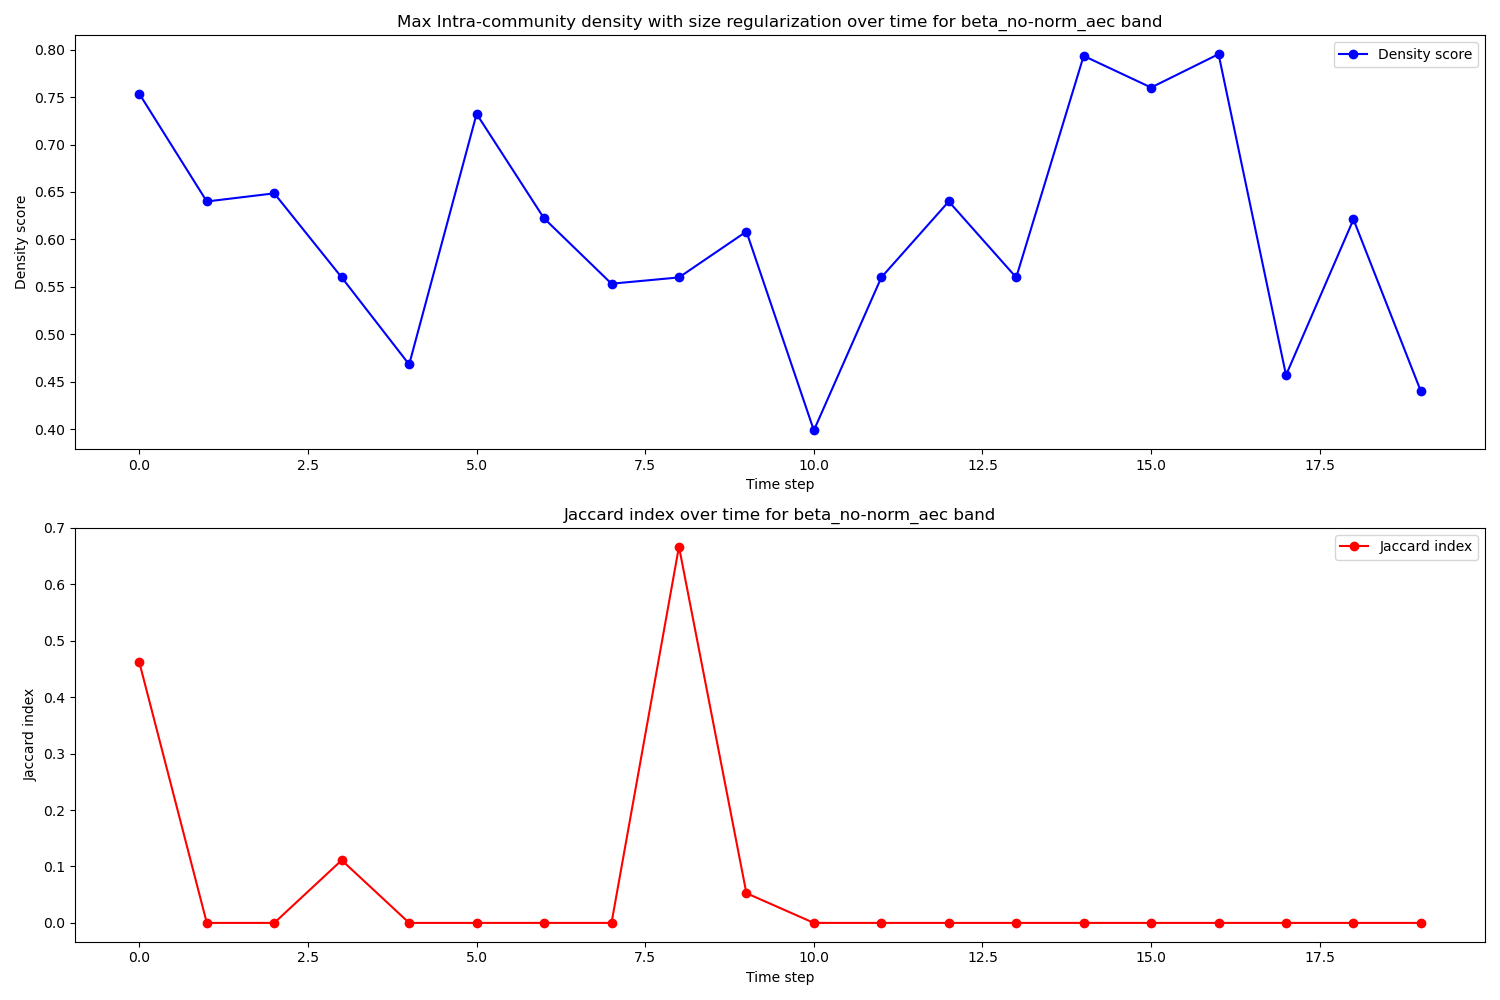 Max Intra-community density with size regularization over time for beta_no-norm_aec band
Density score
0.80
0.75
0.70
0.65
0.60
0.55
0.50
0.45
0.40
Density score
0.0 2.5 5.0 7.5 10.0 12.5 15.0 17.5
Time step
Jaccard index over time for beta_no-norm_aec band
Jaccard index
0.7
0.6
0.5
0.4
0.3
0.2
0.1
0.0
Jaccard index
0.0 2.5 5.0 7.5 10.0 12.5 15.0 17.5
Time step